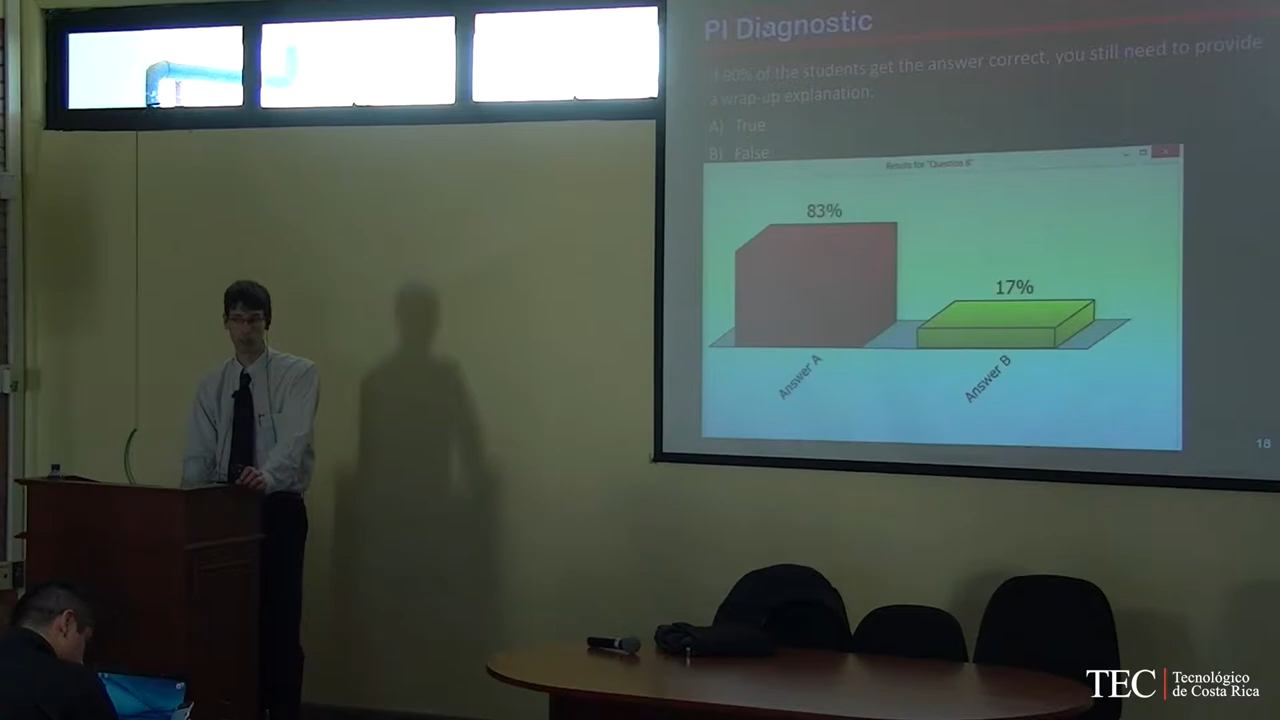 PI Diagnostic
If 90% of the students get the answer correct, you still need to provide
a wrap-up explanation:
A) True
B) False
Results for "Question 8"
83%
17%
Answer A
Answer B
18
TEC
Tecnológico
de Costa Rica